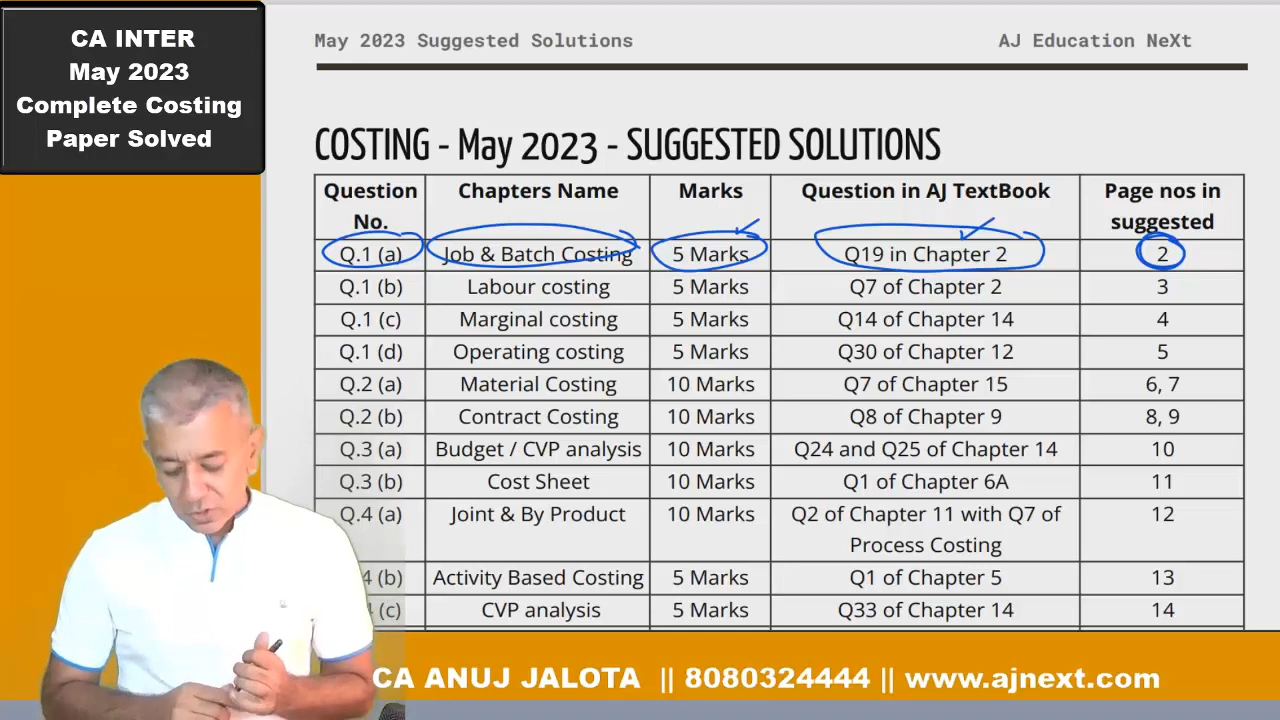 CA INTER
May 2023
Complete Costing
Paper Solved
May 2023 Suggested Solutions AJ Education NeXt
COSTING - May 2023 - SUGGESTED SOLUTIONS
Question No. Chapters Name Marks Question in AJ TextBook Page nos in suggested
Q.1 (a) Job & Batch Costing 5 Marks Q19 in Chapter 2 2
Q.1 (b) Labour costing 5 Marks Q7 of Chapter 2 3
Q.1 (c) Marginal costing 5 Marks Q14 of Chapter 14 4
Q.1 (d) Operating costing 5 Marks Q30 of Chapter 12 5
Q.2 (a) Material Costing 10 Marks Q7 of Chapter 15 6, 7
Q.2 (b) Contract Costing 10 Marks Q8 of Chapter 9 8, 9
Q.3 (a) Budget / CVP analysis 10 Marks Q24 and Q25 of Chapter 14 10
Q.3 (b) Cost Sheet 10 Marks Q1 of Chapter 6A 11
Q.4 (a) Joint & By Product 10 Marks Q2 of Chapter 11 with Q7 of Process Costing 12
4 (b) Activity Based Costing 5 Marks Q1 of Chapter 5 13
(c) CVP analysis 5 Marks Q33 of Chapter 14 14
CA ANUJ JALOTA || 8080324444 || www.ajnext.com